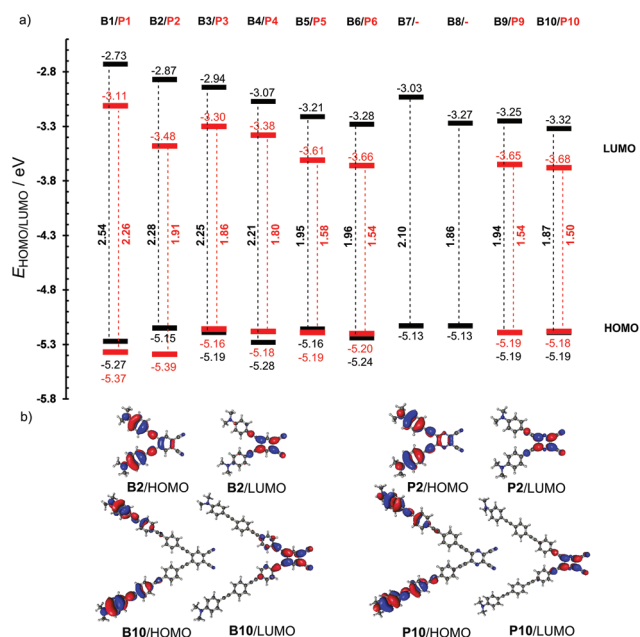 a)
B1/P1 B2/P2 B3/P3 B4/P4 B5/P5 B6/P6 B7/- B8/- B9/P9 B10/P10
-2.73 -2.87 -2.94 -3.07 -3.21 -3.28 -3.03 -3.27 -3.25 -3.32
-3.11 -3.48 -3.30 -3.38 -3.61 -3.66 -3.65 -3.68
LUMO
-2.8
-3.3
-3.8
-4.3
-4.8
-5.3
-5.8
E HOMO/LUMO / eV
2.54 2.26 2.28 1.91 2.25 1.86 2.21 1.80 1.95 1.58 1.96 1.54 2.10 1.86 1.94 1.54 1.87 1.50
HOMO
-5.27 -5.15 -5.16 -5.18 -5.16 -5.20 -5.13 -5.13 -5.19 -5.18
-5.37 -5.39 -5.19 -5.28 -5.19 -5.24 -5.19 -5.19
b)
B2/HOMO B2/LUMO P2/HOMO P2/LUMO
B10/HOMO B10/LUMO P10/HOMO P10/LUMO